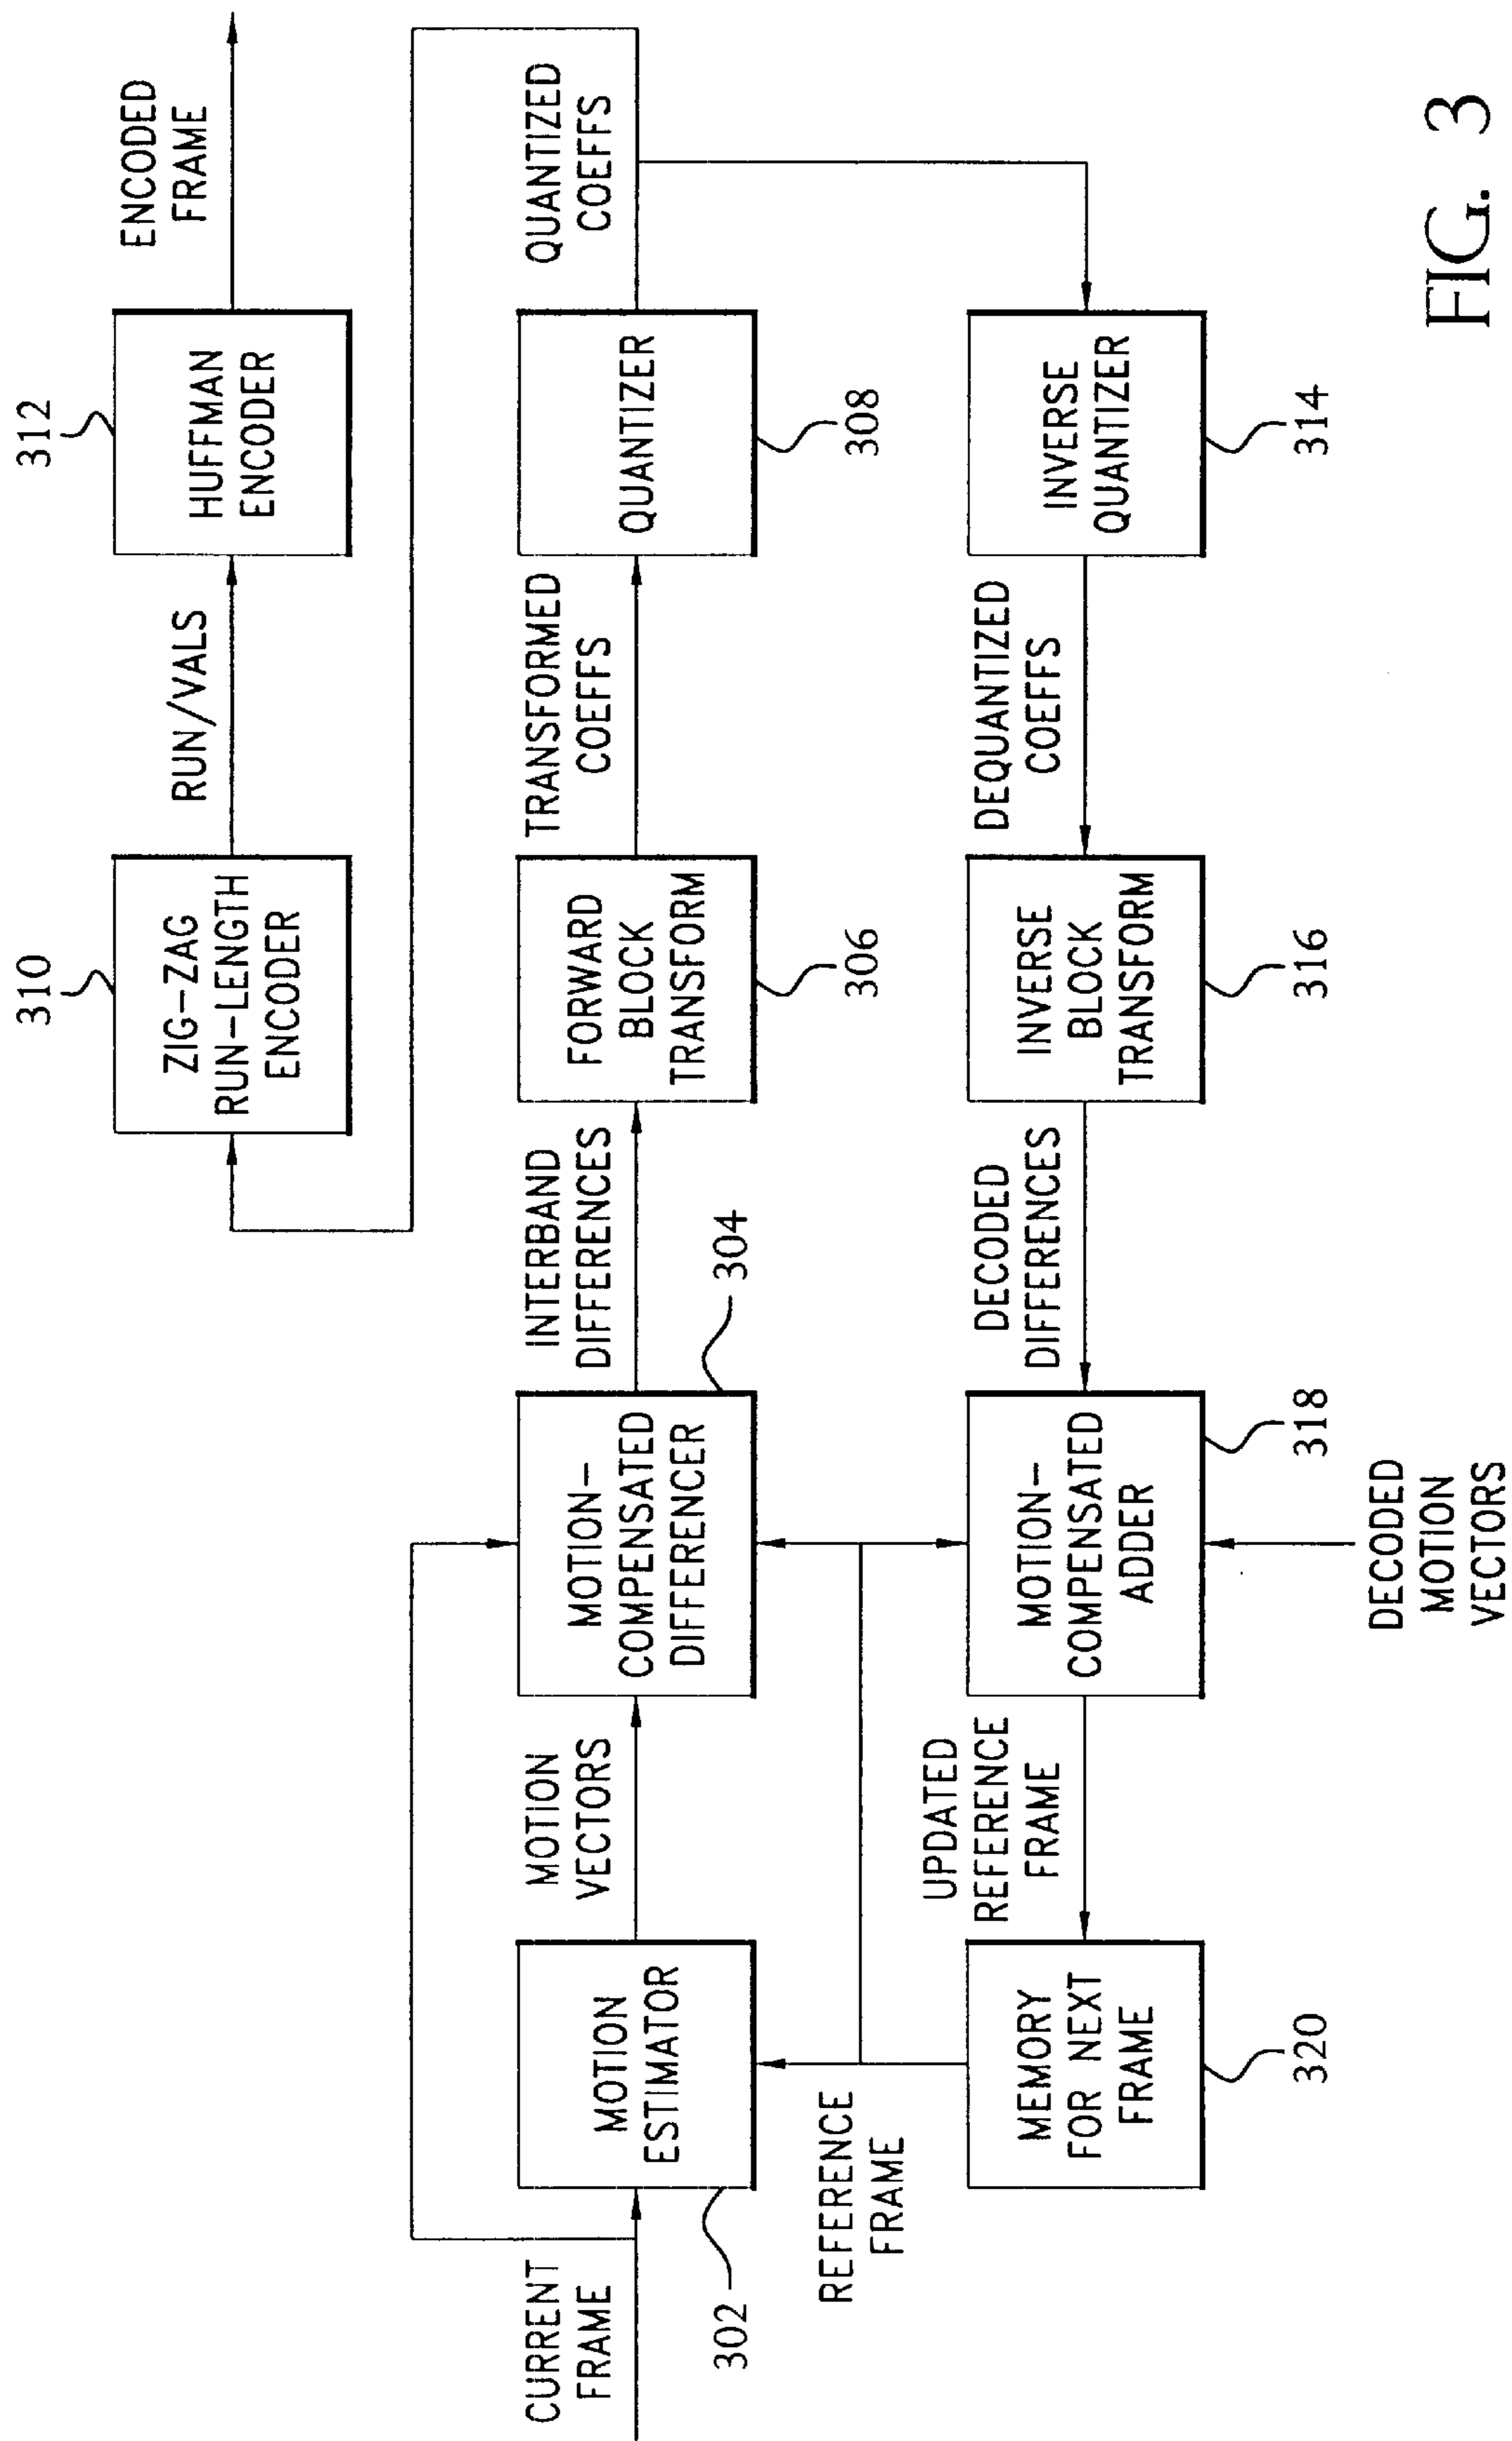 310
ZIG-ZAG
RUN-LENGTH
ENCODER
RUN/VALS
312
HUFFMAN
ENCODER
ENCODED
FRAME
CURRENT
FRAME
302
MOTION
ESTIMATOR
MOTION
VECTORS
MOTION-
COMPENSATED
DIFFERENCER
304
INTERBAND
DIFFERENCES
FORWARD
BLOCK
TRANSFORM
306
TRANSFORMED
COEFFS
QUANTIZER
308
QUANTIZED
COEFFS
REFERENCE
FRAME
MEMORY
FOR NEXT
FRAME
320
UPDATED
REFERENCE
FRAME
MOTION-
COMPENSATED
ADDER
318
DECODED
MOTION
VECTORS
DECODED
DIFFERENCES
INVERSE
BLOCK
TRANSFORM
316
DEQUANTIZED
COEFFS
INVERSE
QUANTIZER
314
FIG. 3